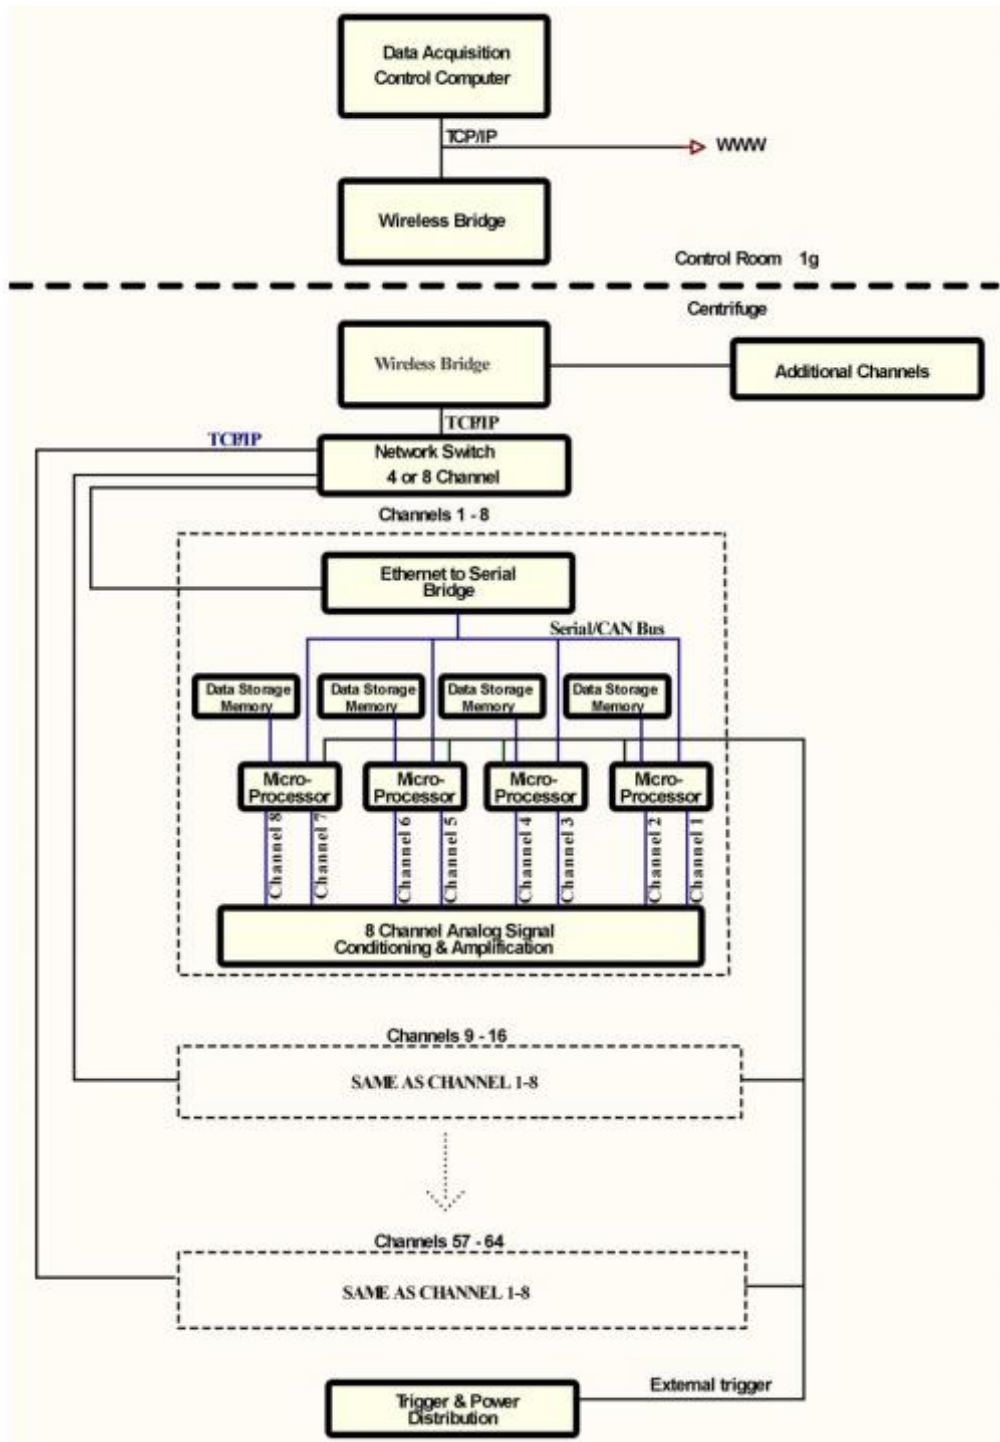 Data Acquisition
Control Computer
TCP/IP
WWW
Wireless Bridge
Control Room 1g
Centrifuge
Wireless Bridge
Additional Channels
TCP/IP
TCP/IP
Network Switch
4 or 8 Channel
Channels 1 - 8
Ethernet to Serial
Bridge
Serial/CAN Bus
Data Storage
Memory
Data Storage
Memory
Data Storage
Memory
Data Storage
Memory
Micro-
Processor
Micro-
Processor
Micro-
Processor
Micro-
Processor
Channel 8
Channel 7
Channel 6
Channel 5
Channel 4
Channel 3
Channel 2
Channel 1
8 Channel Analog Signal
Conditioning & Amplification
Channels 9 - 16
SAME AS CHANNEL 1-8
Channels 57 - 64
SAME AS CHANNEL 1-8
External trigger
Trigger & Power
Distribution